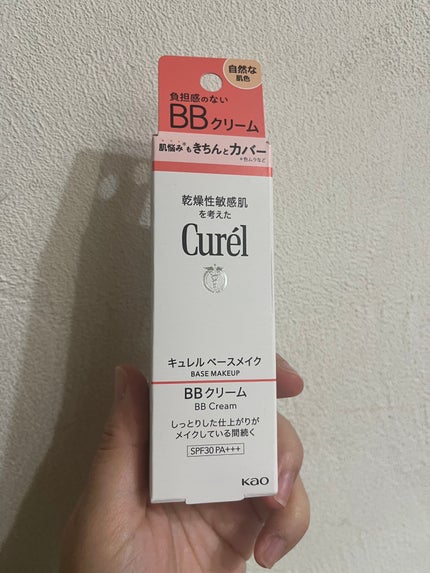 自然な
肌色
負担感のない
BBクリーム
肌悩み*もきちんとカバー
*色ムラなど
乾燥性敏感肌
を考えた
Curél
キュレル ベースメイク
BASE MAKEUP
BBクリーム
BB Cream
しっとりした仕上がりが
メイクしている間続く
SPF30 PA+++
Kao